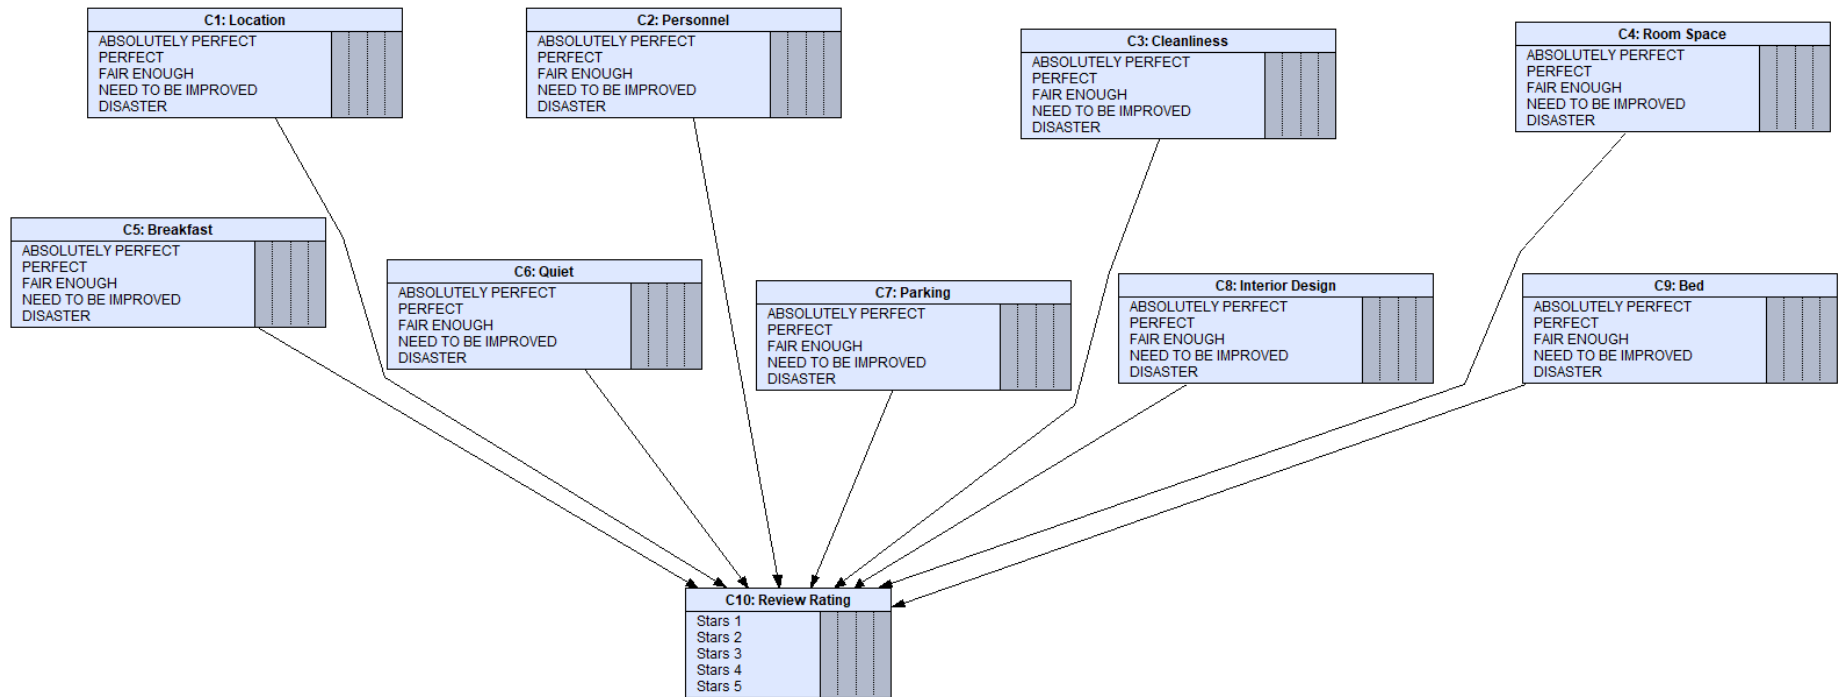 C1: Location
ABSOLUTELY PERFECT
PERFECT
FAIR ENOUGH
NEED TO BE IMPROVED
DISASTER
C2: Personnel
ABSOLUTELY PERFECT
PERFECT
FAIR ENOUGH
NEED TO BE IMPROVED
DISASTER
C3: Cleanliness
ABSOLUTELY PERFECT
PERFECT
FAIR ENOUGH
NEED TO BE IMPROVED
DISASTER
C4: Room Space
ABSOLUTELY PERFECT
PERFECT
FAIR ENOUGH
NEED TO BE IMPROVED
DISASTER
C5: Breakfast
ABSOLUTELY PERFECT
PERFECT
FAIR ENOUGH
NEED TO BE IMPROVED
DISASTER
C6: Quiet
ABSOLUTELY PERFECT
PERFECT
FAIR ENOUGH
NEED TO BE IMPROVED
DISASTER
C7: Parking
ABSOLUTELY PERFECT
PERFECT
FAIR ENOUGH
NEED TO BE IMPROVED
DISASTER
C8: Interior Design
ABSOLUTELY PERFECT
PERFECT
FAIR ENOUGH
NEED TO BE IMPROVED
DISASTER
C9: Bed
ABSOLUTELY PERFECT
PERFECT
FAIR ENOUGH
NEED TO BE IMPROVED
DISASTER
C10: Review Rating
Stars 1
Stars 2
Stars 3
Stars 4
Stars 5